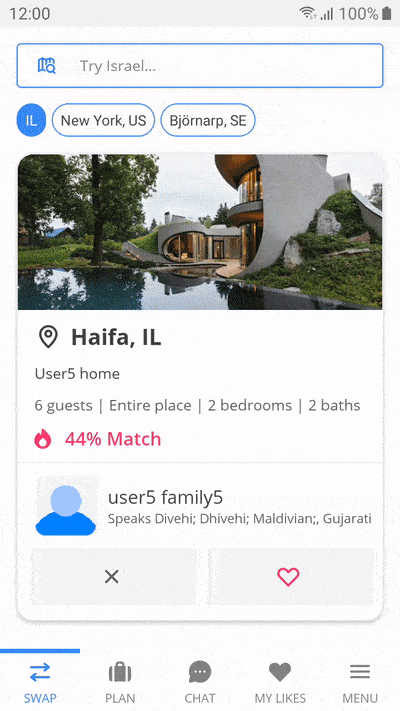 12:00
100%
Try Israel...
IL
New York, US
Björnarp, SE
Haifa, IL
User5 home
6 guests | Entire place | 2 bedrooms | 2 baths
44% Match
user5 family5
Speaks Divehi; Dhivehi; Maldivian;, Gujarati
SWAP
PLAN
CHAT
MY LIKES
MENU